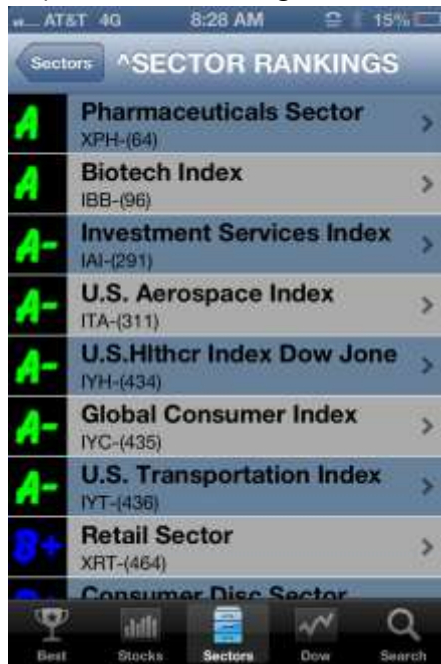 AT&T 4G 8:28 AM 15%
Sectors ^SECTOR RANKINGS
A Pharmaceuticals Sector
XPH-(64)
A Biotech Index
IBB-(96)
A- Investment Services Index
IAI-(291)
A- U.S. Aerospace Index
ITA-(311)
A- U.S.Hlthcr Index Dow Jone
IYH-(434)
A- Global Consumer Index
IYC-(435)
A- U.S. Transportation Index
IYT-(436)
B+ Retail Sector
XRT-(464)
Consumer Disc Sector
Best Stocks Sectors Dow Search